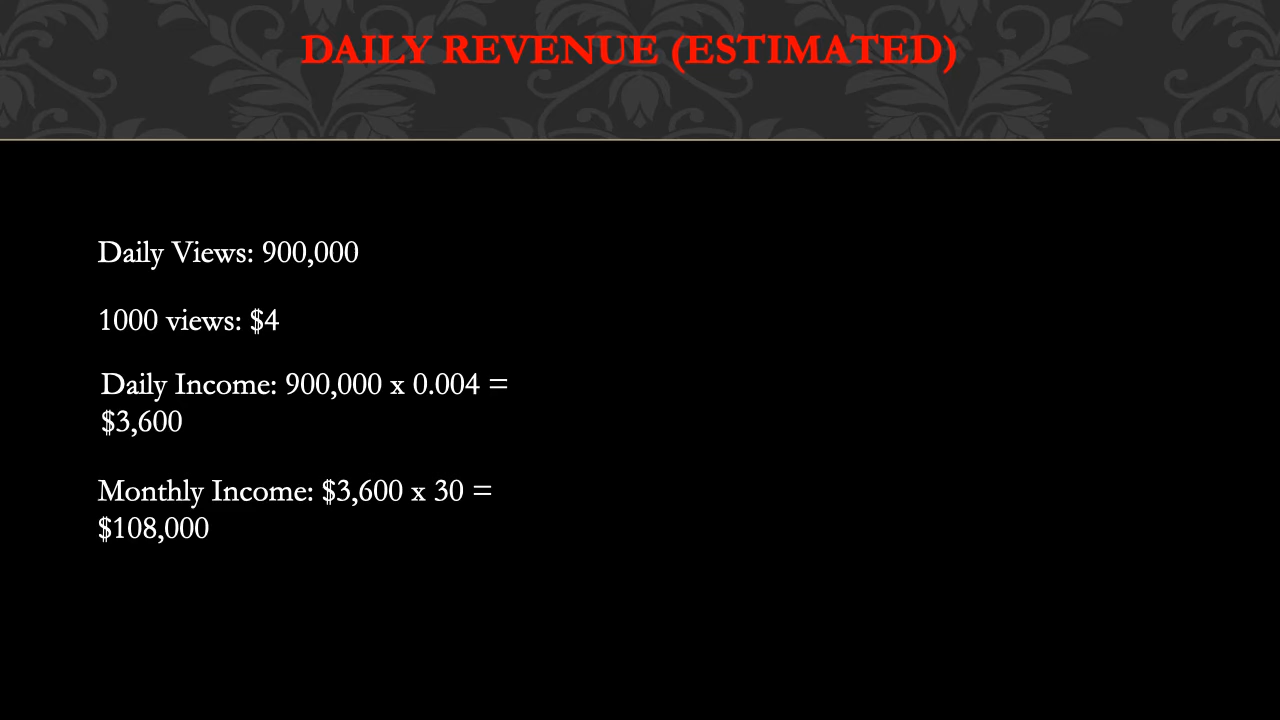 DAILY REVENUE (ESTIMATED)
Daily Views: 900,000
1000 views: $4
Daily Income: 900,000 x 0.004 =
$3,600
Monthly Income: $3,600 x 30 =
$108,000